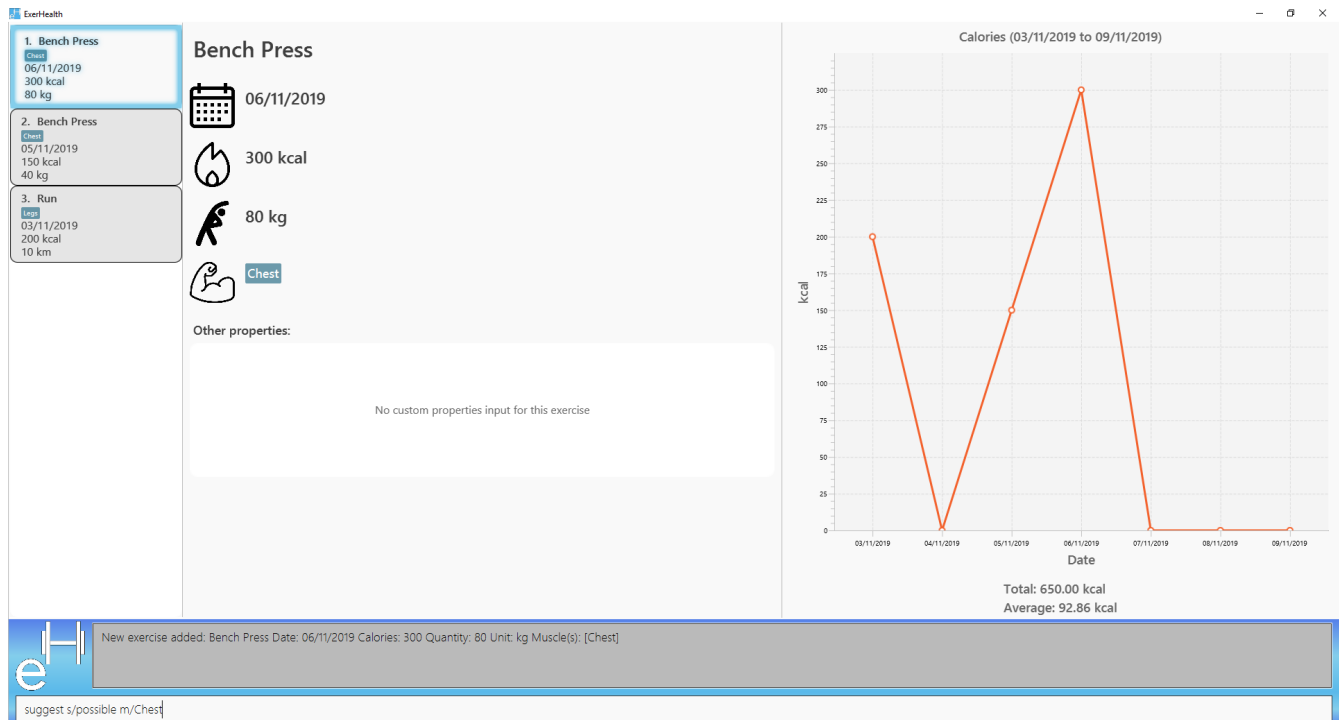 ExerHealth
1. Bench Press
Chest
06/11/2019
300 kcal
80 kg
2. Bench Press
Chest
05/11/2019
150 kcal
40 kg
3. Run
Legs
03/11/2019
200 kcal
10 km
Bench Press
06/11/2019
300 kcal
80 kg
Chest
Other properties:
No custom properties input for this exercise
Calories (03/11/2019 to 09/11/2019)
kcal
300
275
250
225
200
175
150
125
100
75
50
25
0
03/11/2019 04/11/2019 05/11/2019 06/11/2019 07/11/2019 08/11/2019 09/11/2019
Date
Total: 650.00 kcal
Average: 92.86 kcal
eH
New exercise added: Bench Press Date: 06/11/2019 Calories: 300 Quantity: 80 Unit: kg Muscle(s): [Chest]
suggest s/possible m/Chest